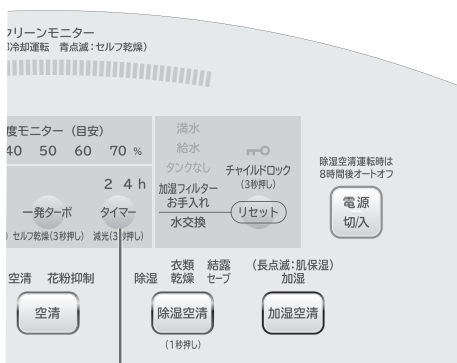 クリーンモニター
冷却運転 青点滅:セルフ乾燥)
度モニター(目安)
40 50 60 70 %
満水
給水
タンクなし
チャイルドロック
(3秒押し)
加湿フィルター
お手入れ
水交換
リセット
2 4h
一発ターボ
タイマー
) セルフ乾燥(3秒押し)
減光(3秒押し)
除湿空清運転時は
8時間後オートオフ
電源
切/入
空清 花粉抑制
除湿 衣類乾燥 結露セーブ
(長点滅:肌保湿)
加湿
空清
除湿空清
加湿空清
(1秒押し)